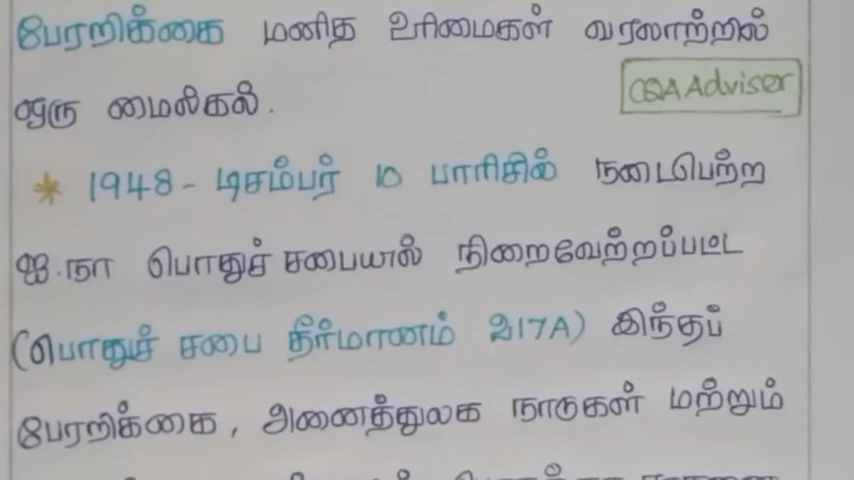 பேரறிக்கை மனித உரிமைகள் வரலாற்றில்
ஒரு மைல்கல்.
CQA Adviser
* 1948 - டிசம்பர் 10 பாரிசில் நடைபெற்ற
ஐ.நா பொதுச் சபையில் நிறைவேற்றப்பட்ட
(பொதுச் சபை தீர்மானம் 217A) இந்தப்
பேரறிக்கை, அனைத்துலக நாடுகள் மற்றும்